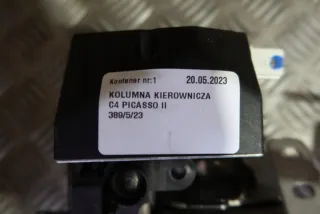 Kontener nr:1 20.05.2023
KOLUMNA KIEROWNICZA
C4 PICASSO II
389/5/23